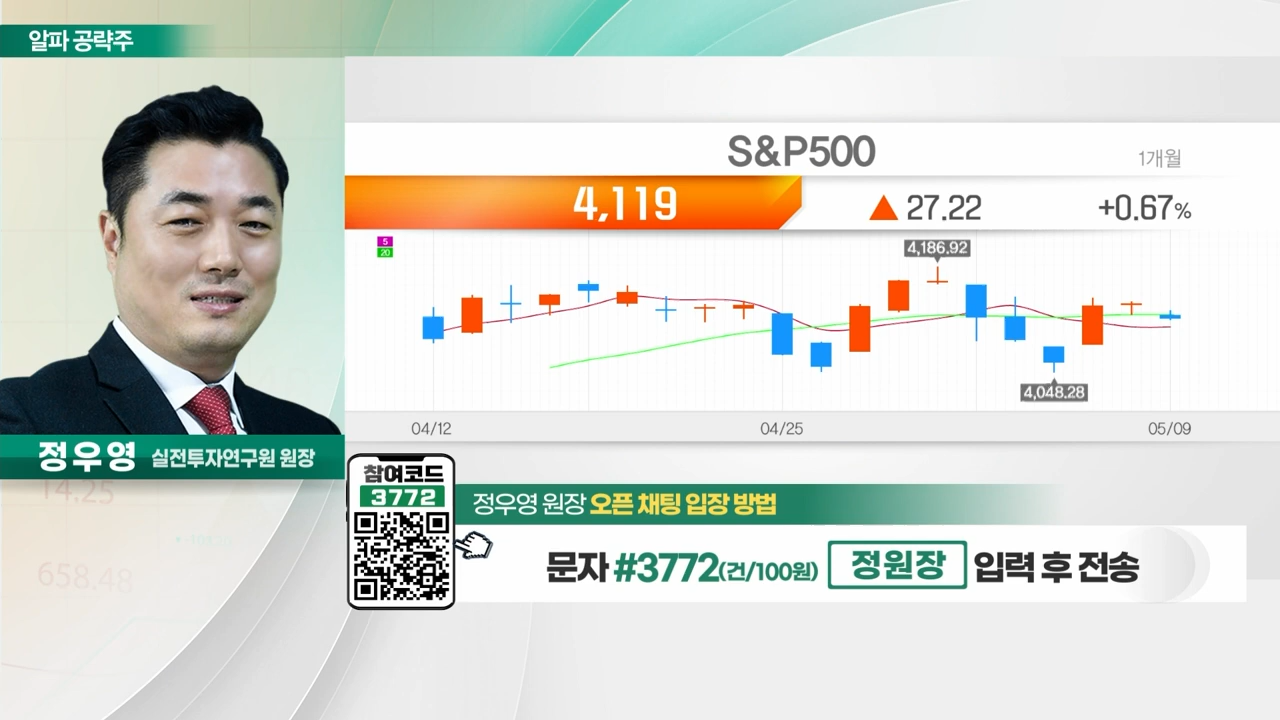 알파 공략주
S&P500
1개월
4,119
▲ 27.22
+0.67%
5
20
4,186.92
4,048.28
04/12
04/25
05/09
정우영 실전투자연구원 원장
14.25
658.48
참여코드
3772
정우영 원장 오픈 채팅 입장 방법
문자 #3772(건/100원) 정원장 입력 후 전송